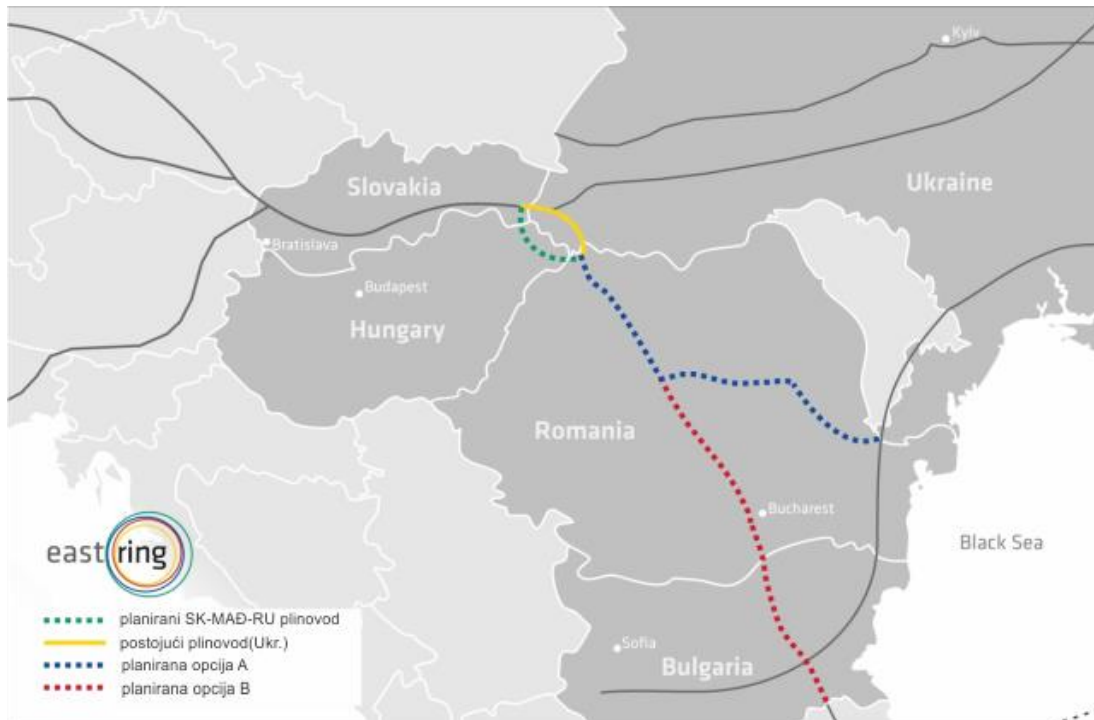 Kyiv
Slovakia
Ukraine
Bratislava
Budapest
Hungary
Romania
Bucharest
Black Sea
east ring
planirani SK-MAĐ-RU plinovod
postojući plinovod(Ukr.)
Sofia
planirana opcija A
Bulgaria
planirana opcija B